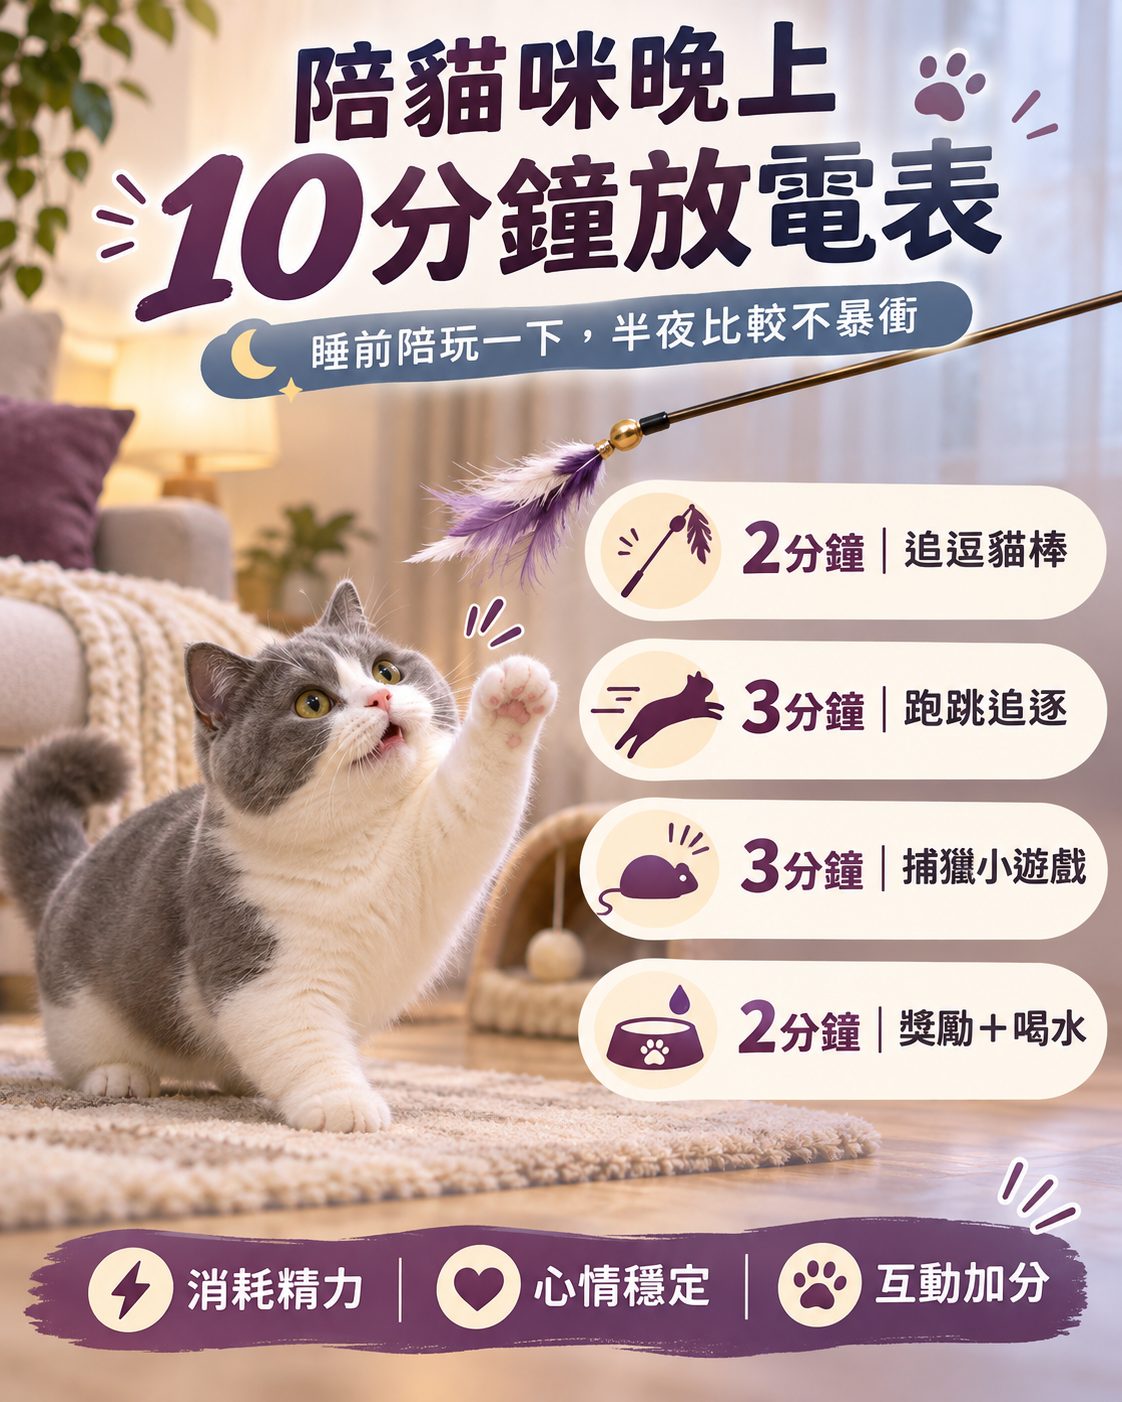 陪貓咪晚上
10分鐘放電表
睡前陪玩一下，半夜比較不暴衝
2分鐘｜追逗貓棒
3分鐘｜跑跳追逐
3分鐘｜捕獵小遊戲
2分鐘｜獎勵＋喝水
消耗精力｜心情穩定｜互動加分